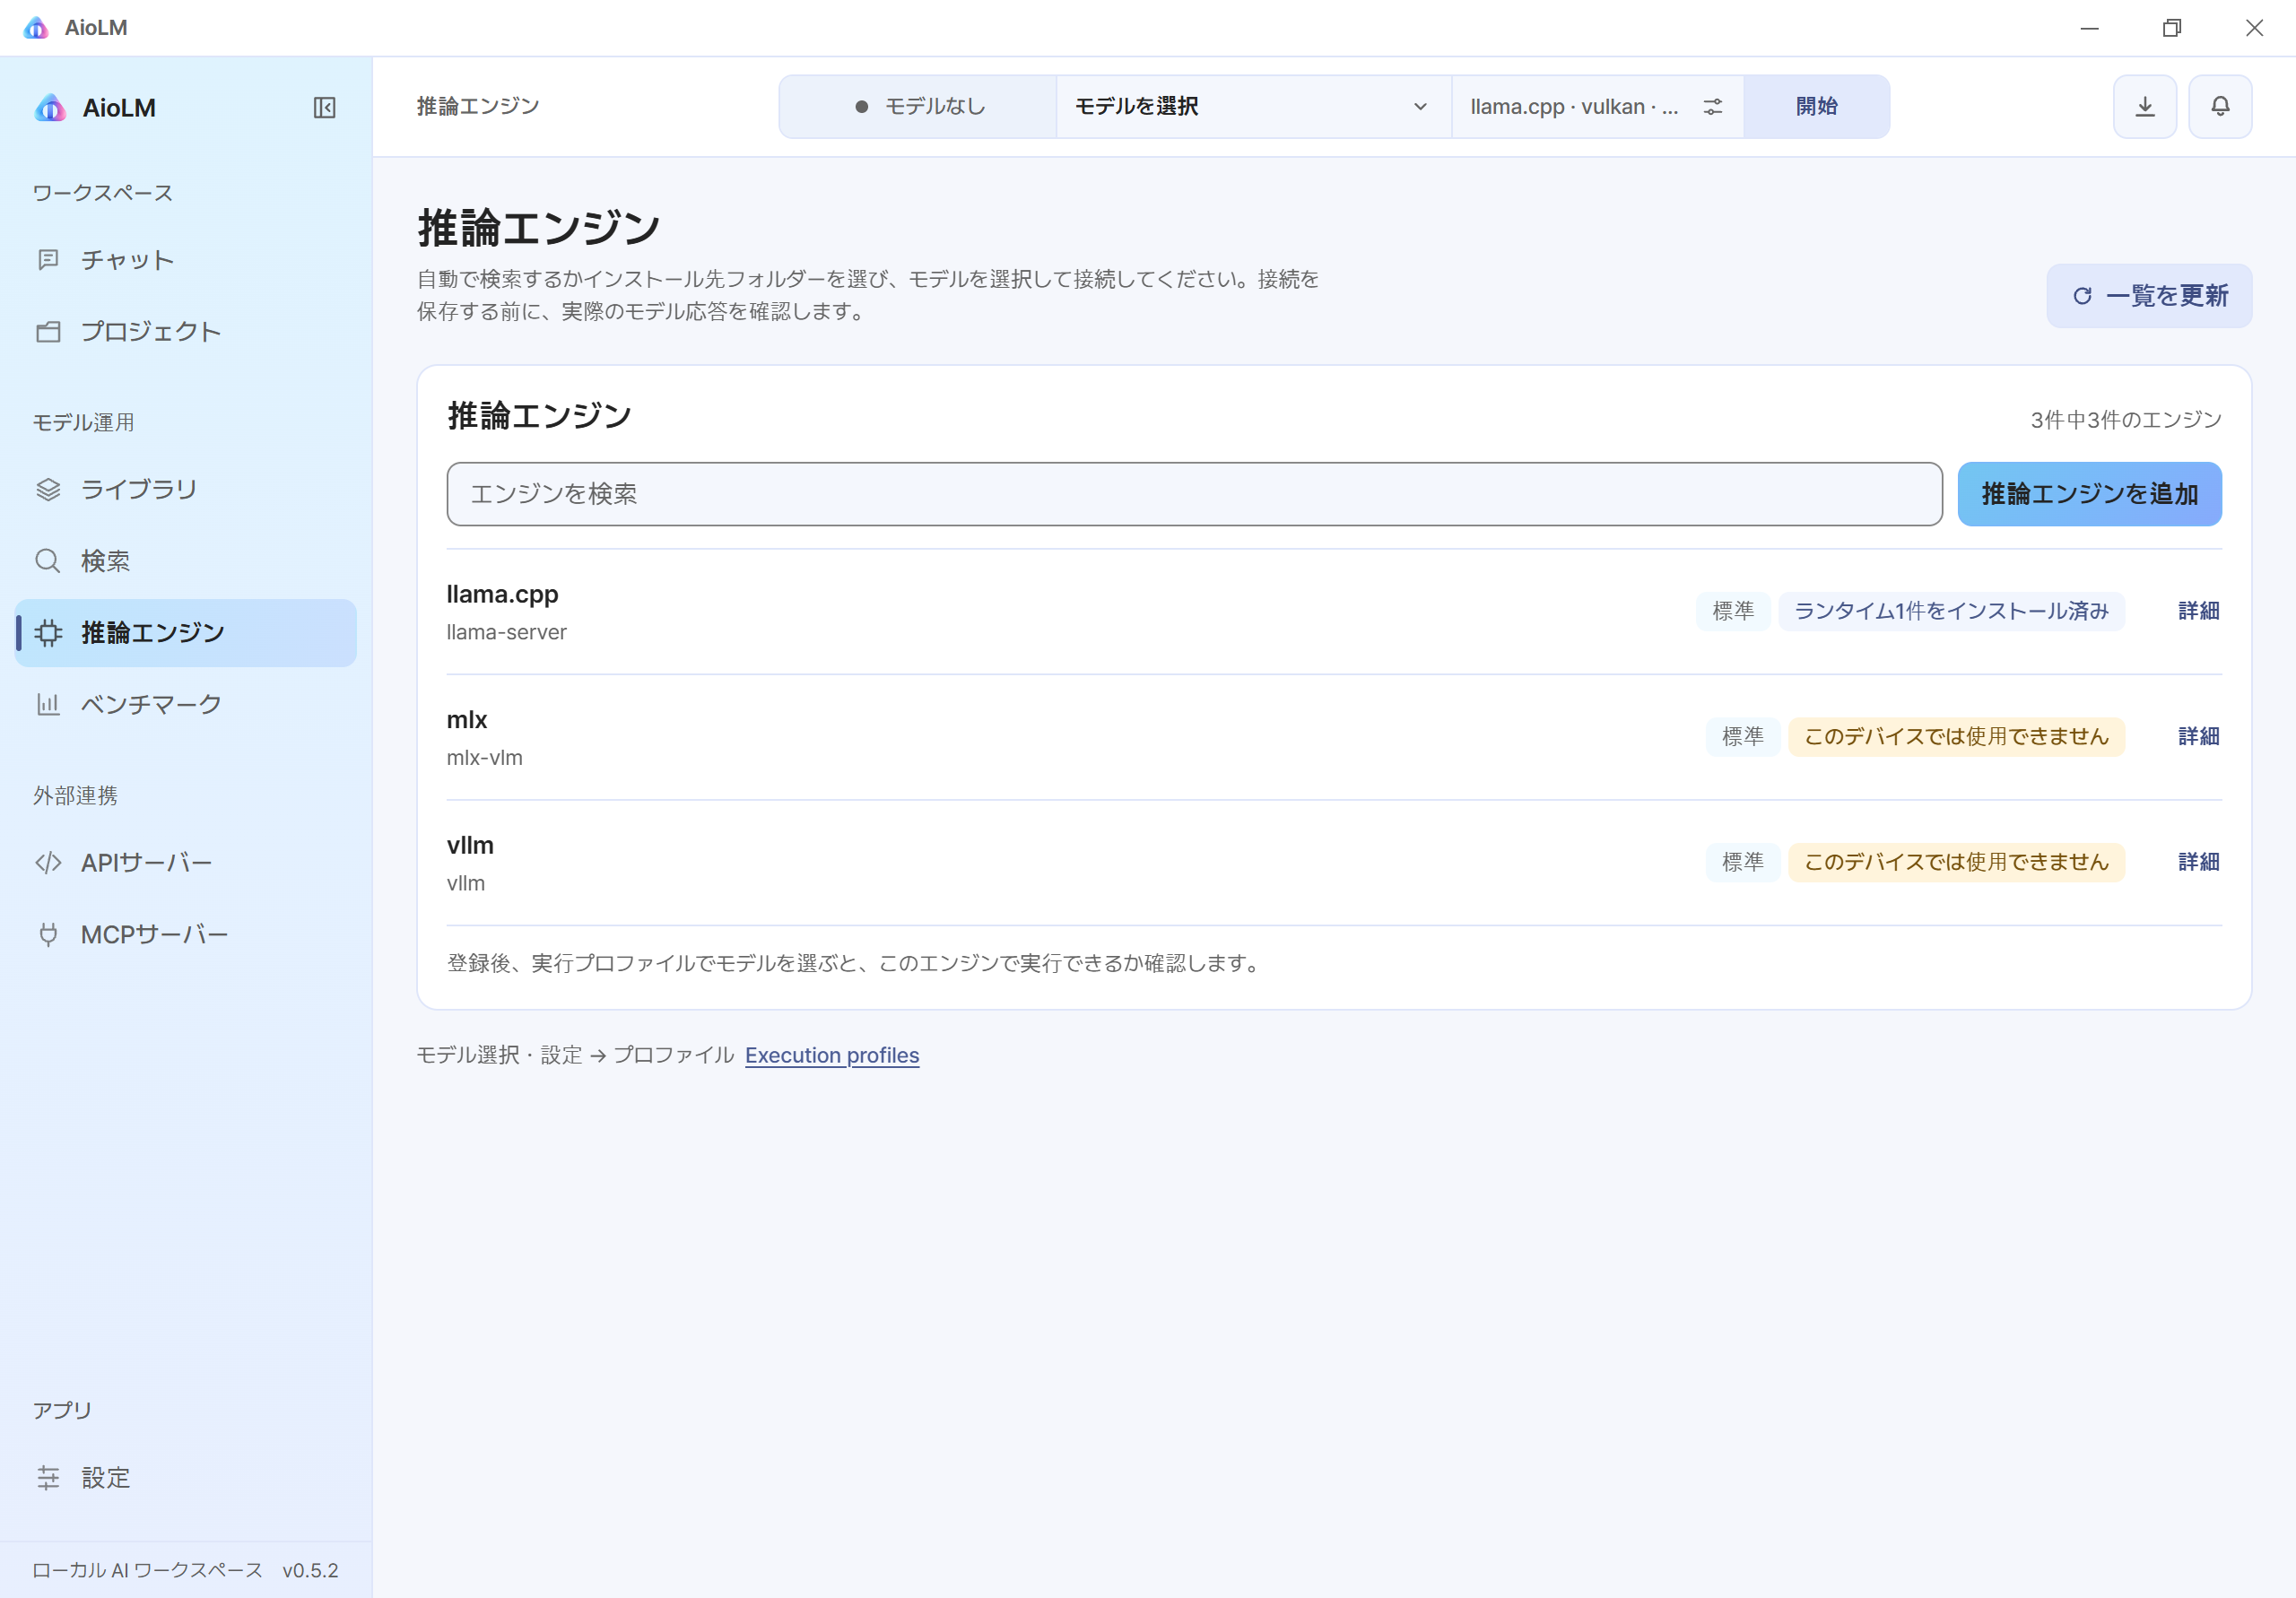 AioLM
AioLM
ワークスペース
チャット
プロジェクト
モデル運用
ライブラリ
検索
推論エンジン
ベンチマーク
外部連携
APIサーバー
MCPサーバー
アプリ
設定
ローカル AI ワークスペース v0.5.2
推論エンジン
モデルなし
モデルを選択
llama.cpp · vulkan · ...
開始
推論エンジン
自動で検索するかインストール先フォルダーを選び、モデルを選択して接続してください。接続を
保存する前に、実際のモデル応答を確認します。
一覧を更新
推論エンジン
3件中3件のエンジン
エンジンを検索
推論エンジンを追加
llama.cpp
llama-server
標準 ランタイム1件をインストール済み 詳細
mlx
mlx-vlm
標準 このデバイスでは使用できません 詳細
vllm
vllm
標準 このデバイスでは使用できません 詳細
登録後、実行プロファイルでモデルを選ぶと、このエンジンで実行できるか確認します。
モデル選択・設定 → プロファイル Execution profiles